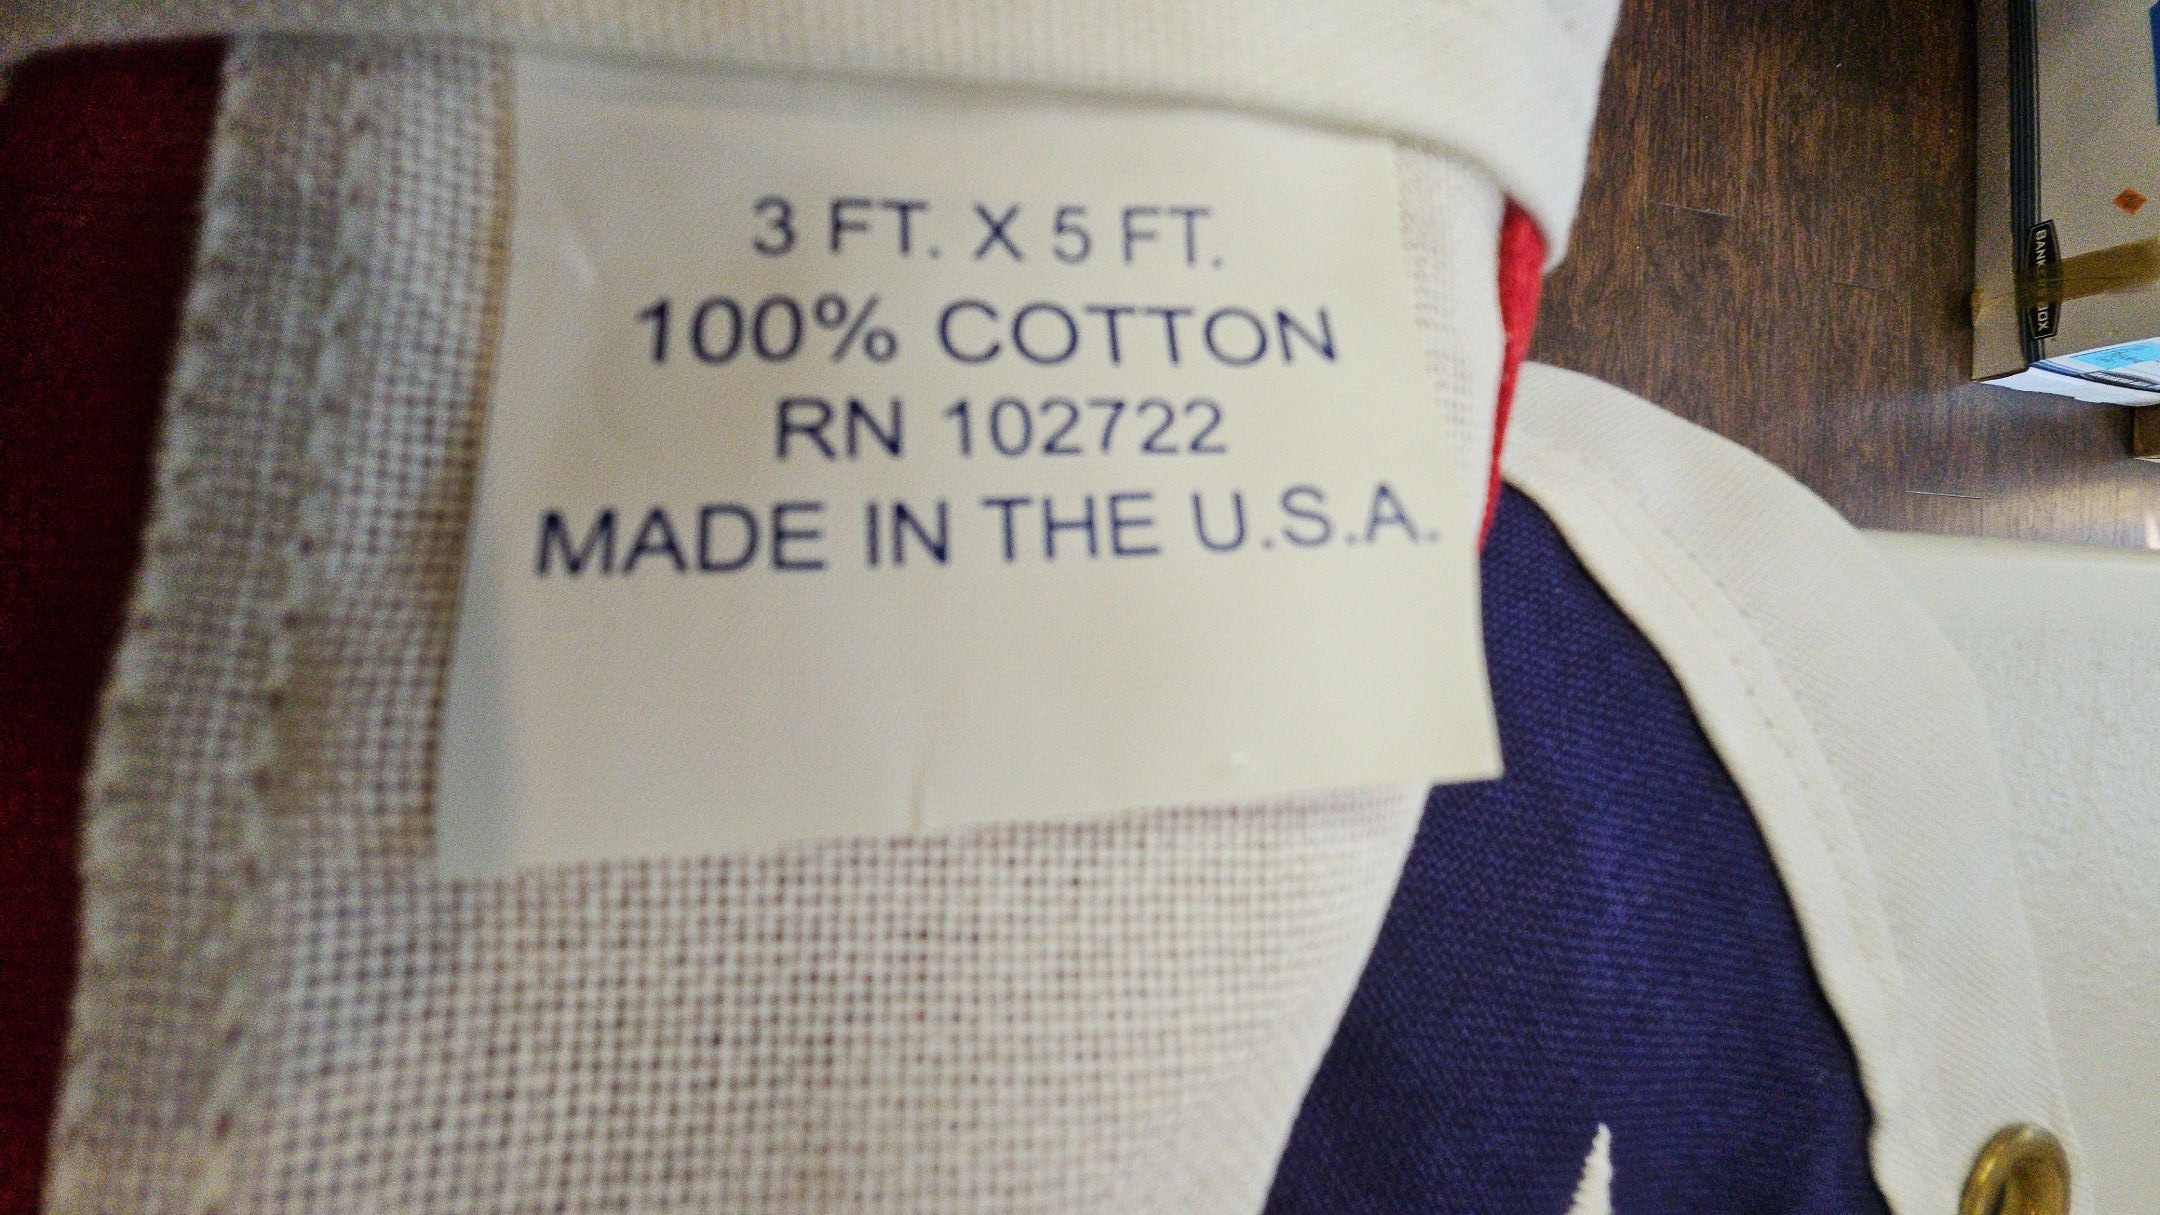 3 FT. X 5 FT.
100% COTTON
RN 102722
MADE IN THE U.S.A.